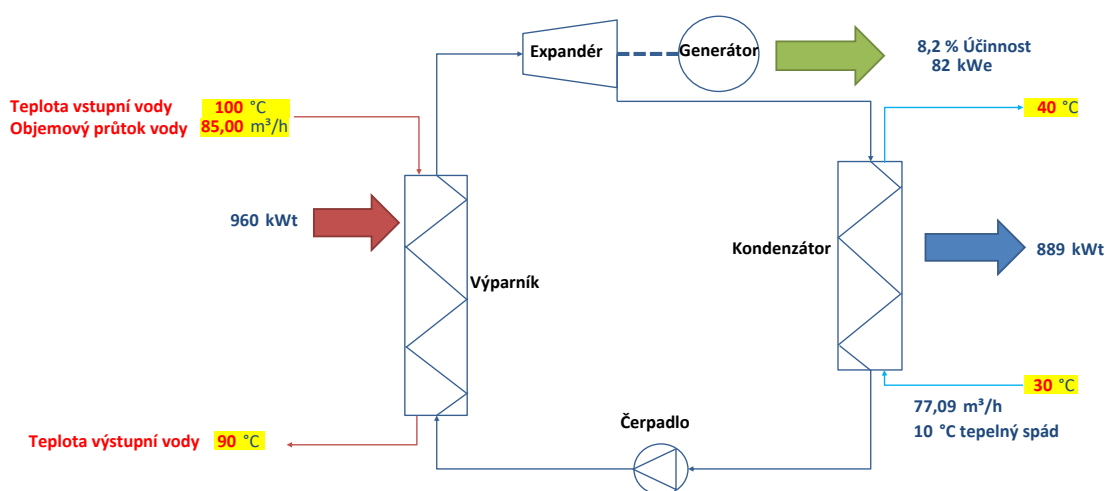 Expandér
Generátor
8,2 % Účinnost
82 kWe
Teplota vstupní vody 100 °C
Objemový průtok vody 85,00 m³/h
40 °C
960 kWt
Výparník
Kondenzátor
889 kWt
30 °C
77,09 m³/h
10 °C tepelný spád
Čerpadlo
Teplota výstupní vody 90 °C